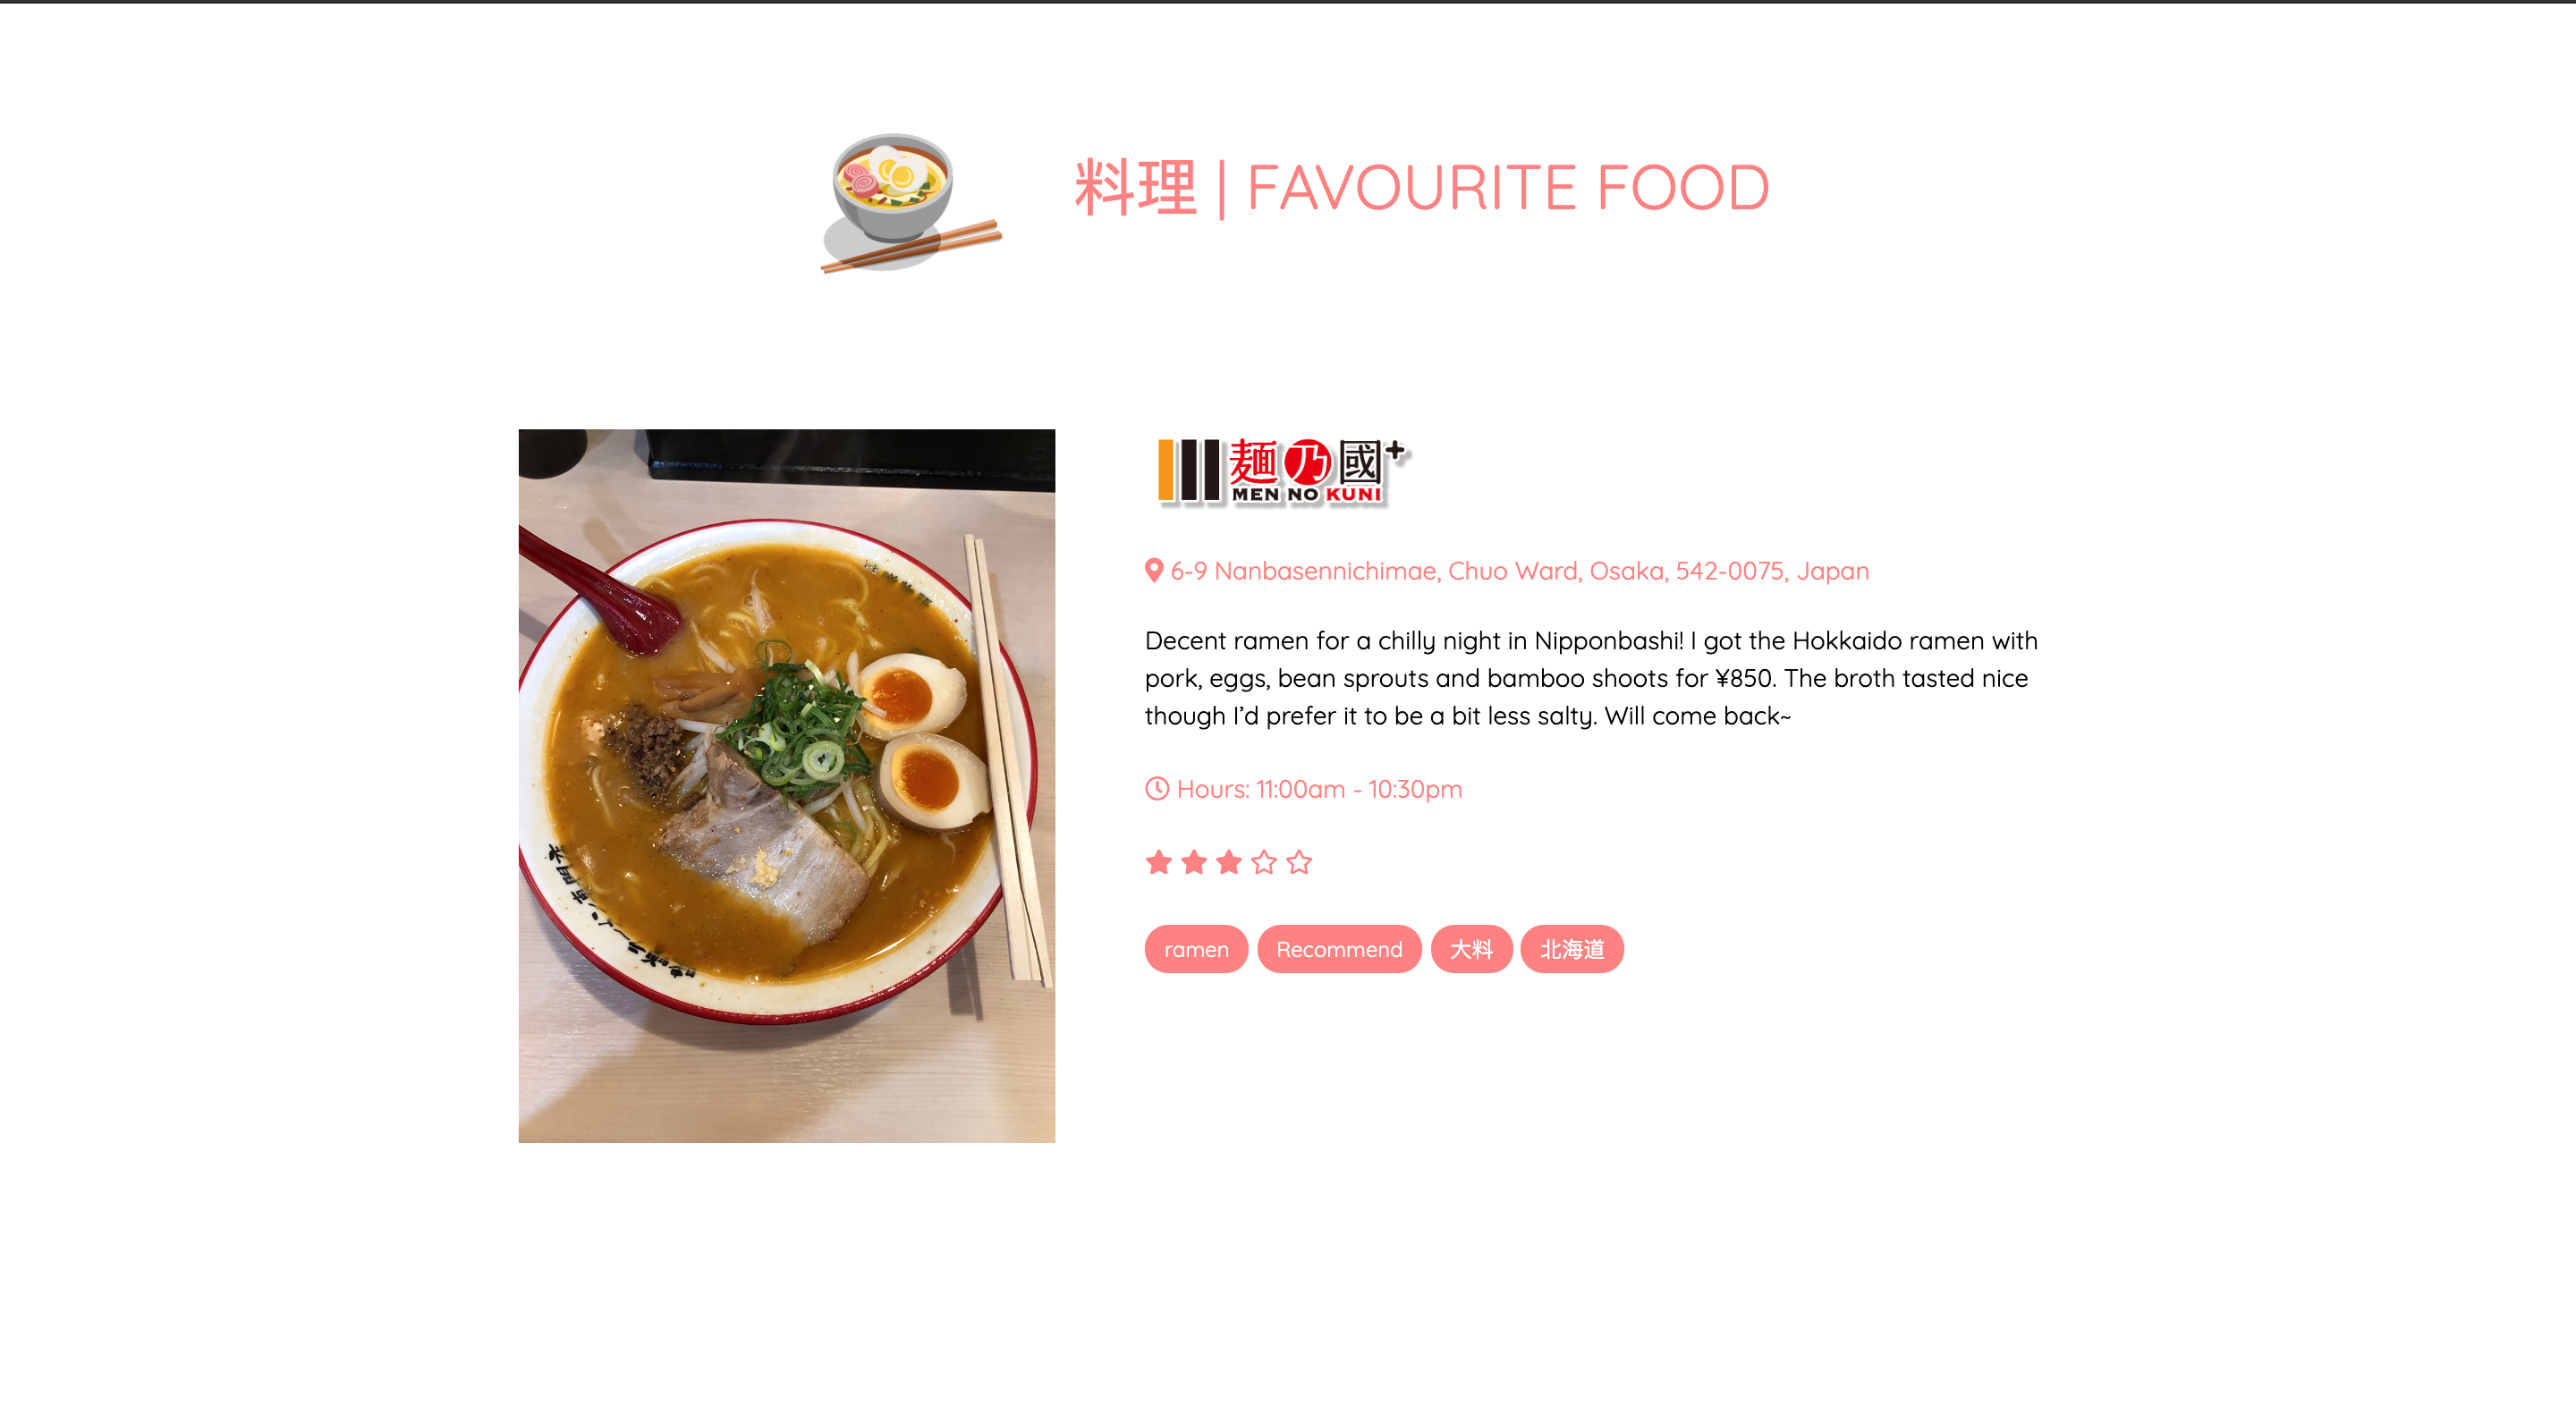 料理 | FAVOURITE FOOD
麺乃國+
MEN NO KUNI
6-9 Nanbasennichimae, Chuo Ward, Osaka, 542-0075, Japan
Decent ramen for a chilly night in Nipponbashi! I got the Hokkaido ramen with
pork, eggs, bean sprouts and bamboo shoots for ¥850. The broth tasted nice
though I’d prefer it to be a bit less salty. Will come back~
Hours: 11:00am - 10:30pm
ramen Recommend 大料 北海道